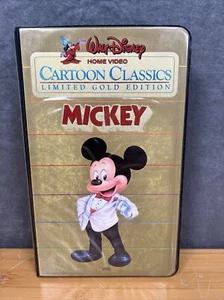 Walt Disney
HOME VIDEO
CARTOON CLASSICS
LIMITED GOLD EDITION
MICKEY